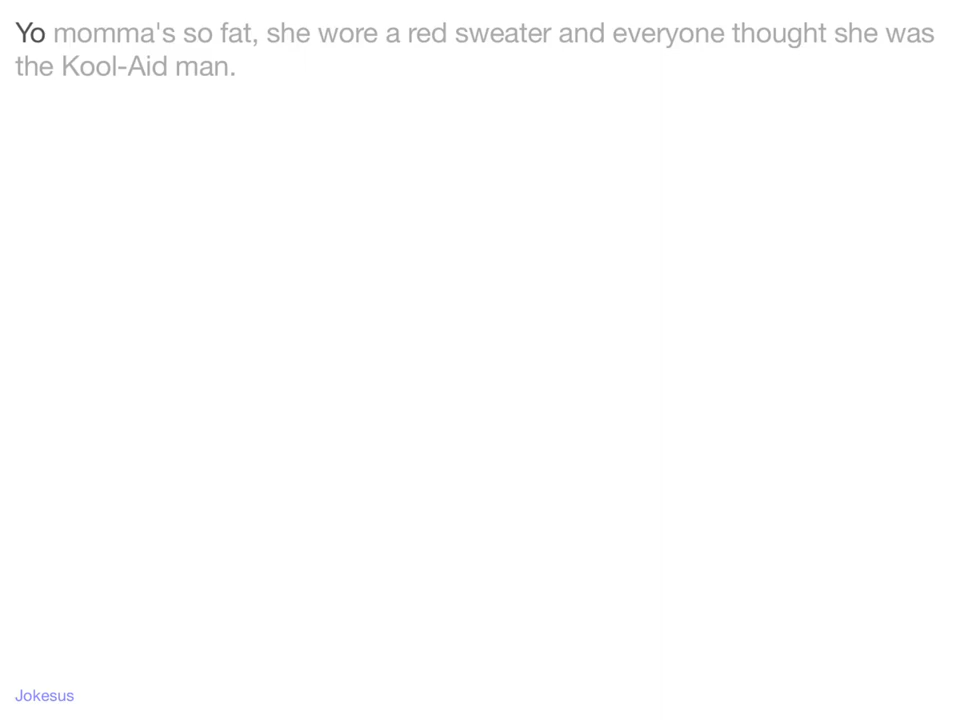 Yo momma's so fat, she wore a red sweater and everyone thought she was
the Kool-Aid man.
Jokesus